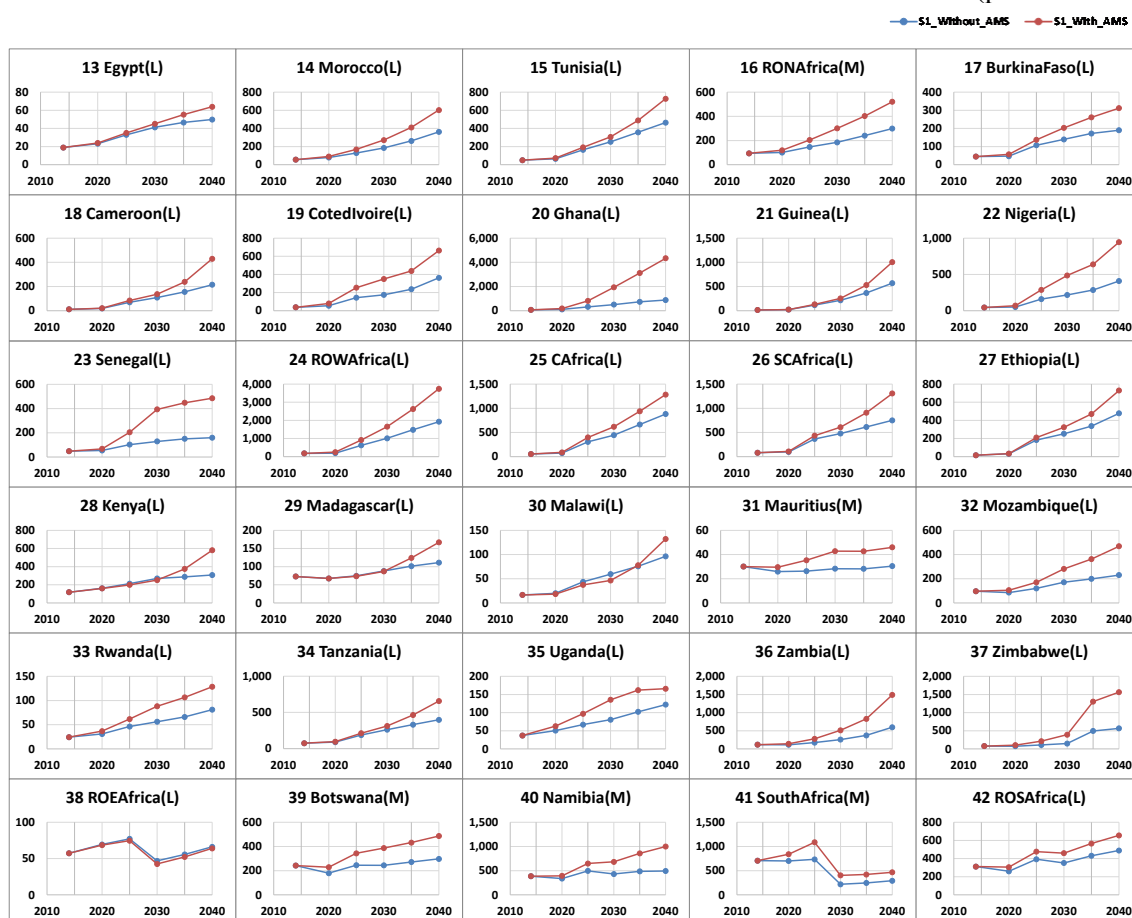 S1_Without_AIMS S1_With_AIMS
13 Egypt(L)
80
60
40
20
0
2010 2020 2030 2040
14 Morocco(L)
800
600
400
200
0
2010 2020 2030 2040
15 Tunisia(L)
800
600
400
200
0
2010 2020 2030 2040
16 RONAfrica(M)
600
400
200
0
2010 2020 2030 2040
17 BurkinaFaso(L)
400
300
200
100
0
2010 2020 2030 2040
18 Cameroon(L)
600
400
200
0
2010 2020 2030 2040
19 CotedIvoire(L)
800
600
400
200
0
2010 2020 2030 2040
20 Ghana(L)
6,000
4,000
2,000
0
2010 2020 2030 2040
21 Guinea(L)
1,500
1,000
500
0
2010 2020 2030 2040
22 Nigeria(L)
1,000
500
0
2010 2020 2030 2040
23 Senegal(L)
600
400
200
0
2010 2020 2030 2040
24 ROWAfrica(L)
4,000
3,000
2,000
1,000
0
2010 2020 2030 2040
25 CAfrica(L)
1,500
1,000
500
0
2010 2020 2030 2040
26 SCAfrica(L)
1,500
1,000
500
0
2010 2020 2030 2040
27 Ethiopia(L)
800
600
400
200
0
2010 2020 2030 2040
28 Kenya(L)
800
600
400
200
0
2010 2020 2030 2040
29 Madagascar(L)
200
150
100
50
0
2010 2020 2030 2040
30 Malawi(L)
150
100
50
0
2010 2020 2030 2040
31 Mauritius(M)
60
40
20
0
2010 2020 2030 2040
32 Mozambique(L)
600
400
200
0
2010 2020 2030 2040
33 Rwanda(L)
150
100
50
0
2010 2020 2030 2040
34 Tanzania(L)
1,000
500
0
2010 2020 2030 2040
35 Uganda(L)
200
150
100
50
0
2010 2020 2030 2040
36 Zambia(L)
2,000
1,500
1,000
500
0
2010 2020 2030 2040
37 Zimbabwe(L)
2,000
1,500
1,000
500
0
2010 2020 2030 2040
38 ROEAfrica(L)
100
50
0
2010 2020 2030 2040
39 Botswana(M)
600
400
200
0
2010 2020 2030 2040
40 Namibia(M)
1,500
1,000
500
0
2010 2020 2030 2040
41 SouthAfrica(M)
1,500
1,000
500
0
2010 2020 2030 2040
42 ROSAfrica(L)
800
600
400
200
0
2010 2020 2030 2040